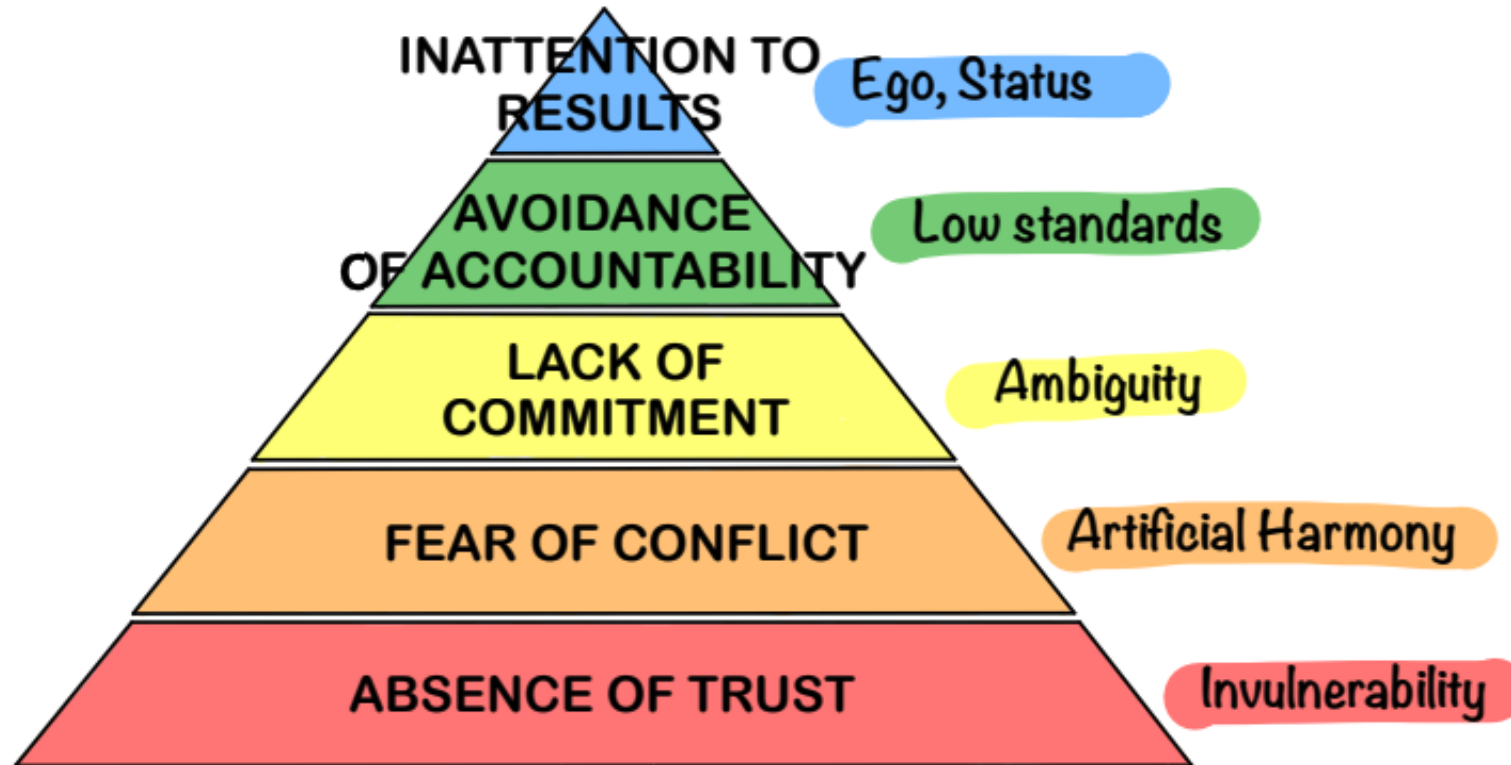 INATTENTION TO
RESULTS
Ego, Status
AVOIDANCE
OF ACCOUNTABILITY
Low standards
LACK OF
COMMITMENT
Ambiguity
FEAR OF CONFLICT
Artificial Harmony
ABSENCE OF TRUST
Invulnerability